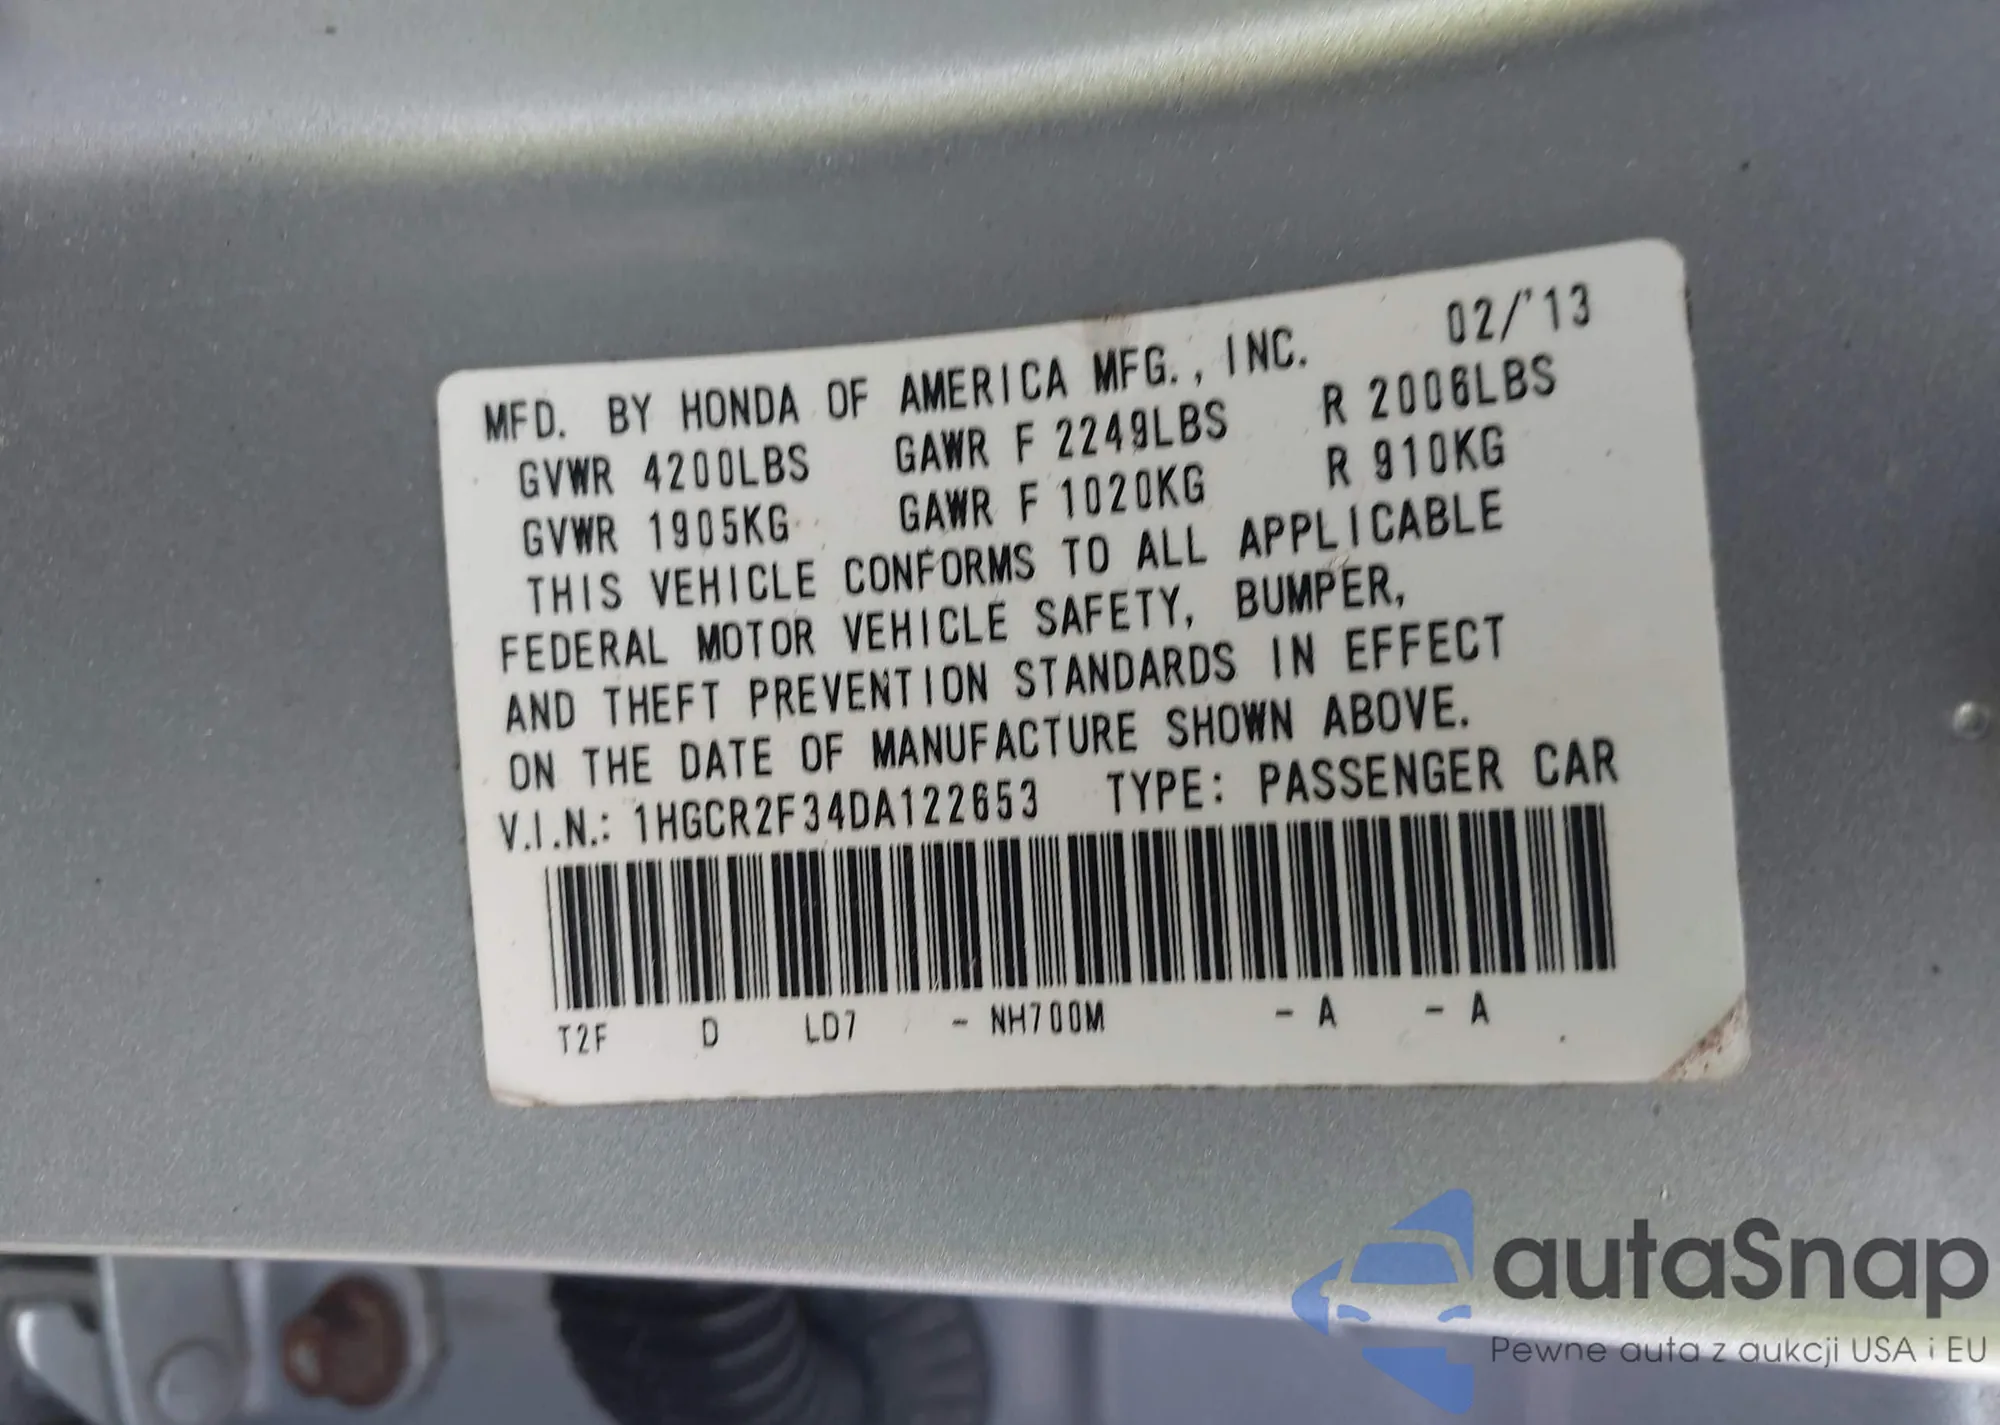 MFD. BY HONDA OF AMERICA MFG., INC. 02/'13
GVWR 4200LBS GAWR F 2249LBS R 2006LBS
GVWR 1905KG GAWR F 1020KG R 910KG
THIS VEHICLE CONFORMS TO ALL APPLICABLE
FEDERAL MOTOR VEHICLE SAFETY, BUMPER,
AND THEFT PREVENTION STANDARDS IN EFFECT
ON THE DATE OF MANUFACTURE SHOWN ABOVE.
V.I.N.: 1HGCR2F34DA122653 TYPE: PASSENGER CAR
T2F D LD7 - NH700M - A - A
autaSnap
Pewne auta z aukcji USA i EU